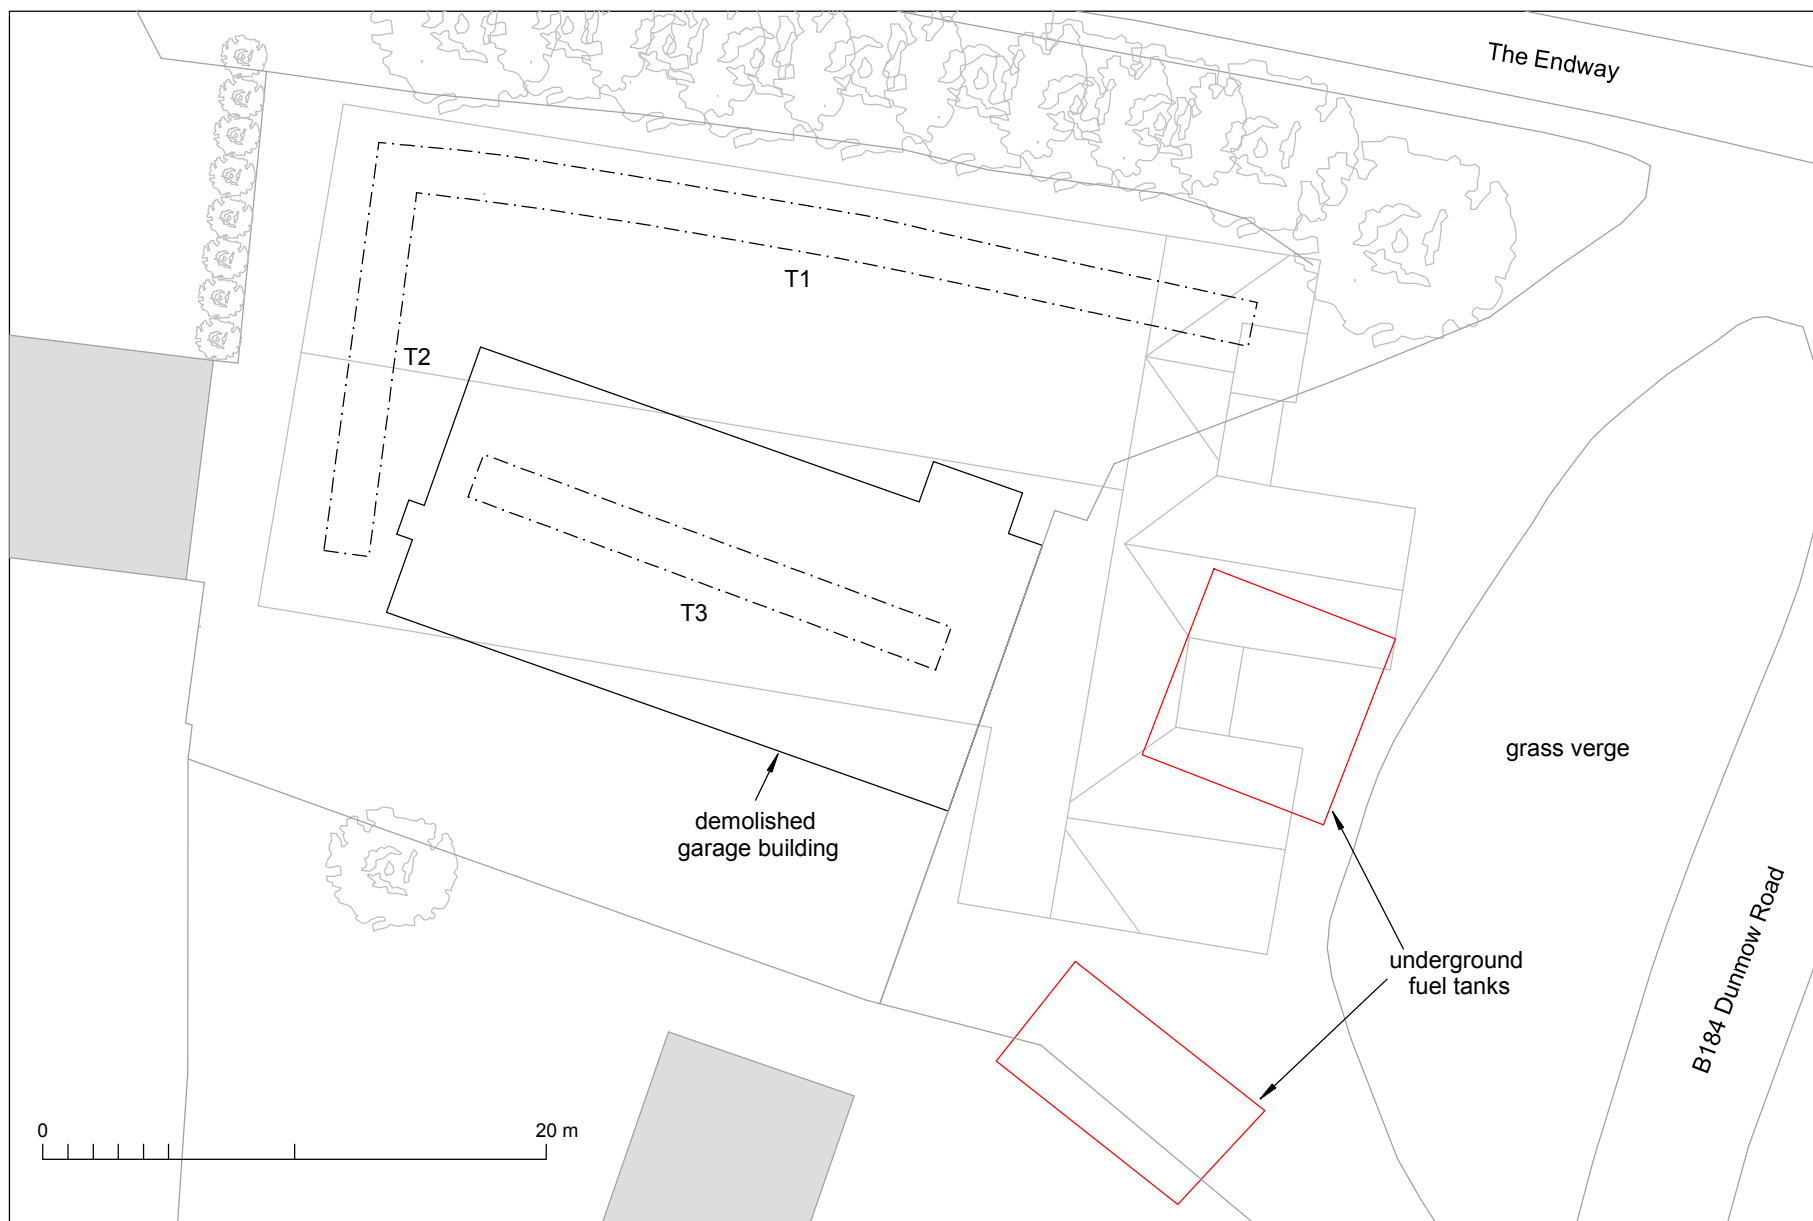 The Endway
T1
T2
T3
grass verge
demolished
garage building
underground
fuel tanks
B184 Dunmow Road
0 20 m